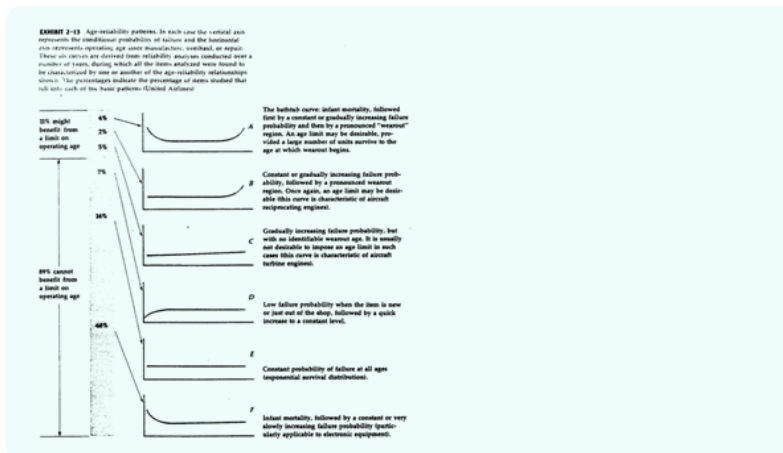 EXHIBIT 2-13 Age-reliability patterns. In each case the vertical axis
represents the conditional probability of failure and the horizontal
axis represents operating age since manufacture, overhaul, or repair.
These six curves are derived from reliability analyses conducted over a
number of years, during which all the items analyzed were found to
be characterized by one or another of the age-reliability relationships
shown. The percentages indicate the percentage of items studied that
fell into each of the basic patterns (United Airlines)
11% might
benefit from
a limit on
operating age
4%
2%
5%
7%
14%
68%
89% cannot
benefit from
a limit on
operating age
A
The bathtub curve: infant mortality, followed
first by a constant or gradually increasing failure
probability and then by a pronounced "wearout"
region. An age limit may be desirable, pro-
vided a large number of units survive to the
age at which wearout begins.
B
Constant or gradually increasing failure prob-
ability, followed by a pronounced wearout
region. Once again, an age limit may be desir-
able (this curve is characteristic of aircraft
reciprocating engines).
C
Gradually increasing failure probability, but
with no identifiable wearout age. It is usually
not desirable to impose an age limit in such
cases (this curve is characteristic of aircraft
turbine engines).
D
Low failure probability when the item is new
or just out of the shop, followed by a quick
increase to a constant level.
E
Constant probability of failure at all ages
(exponential survival distribution).
F
Infant mortality, followed by a constant or very
slowly increasing failure probability (partic-
ularly applicable to electronic equipment).